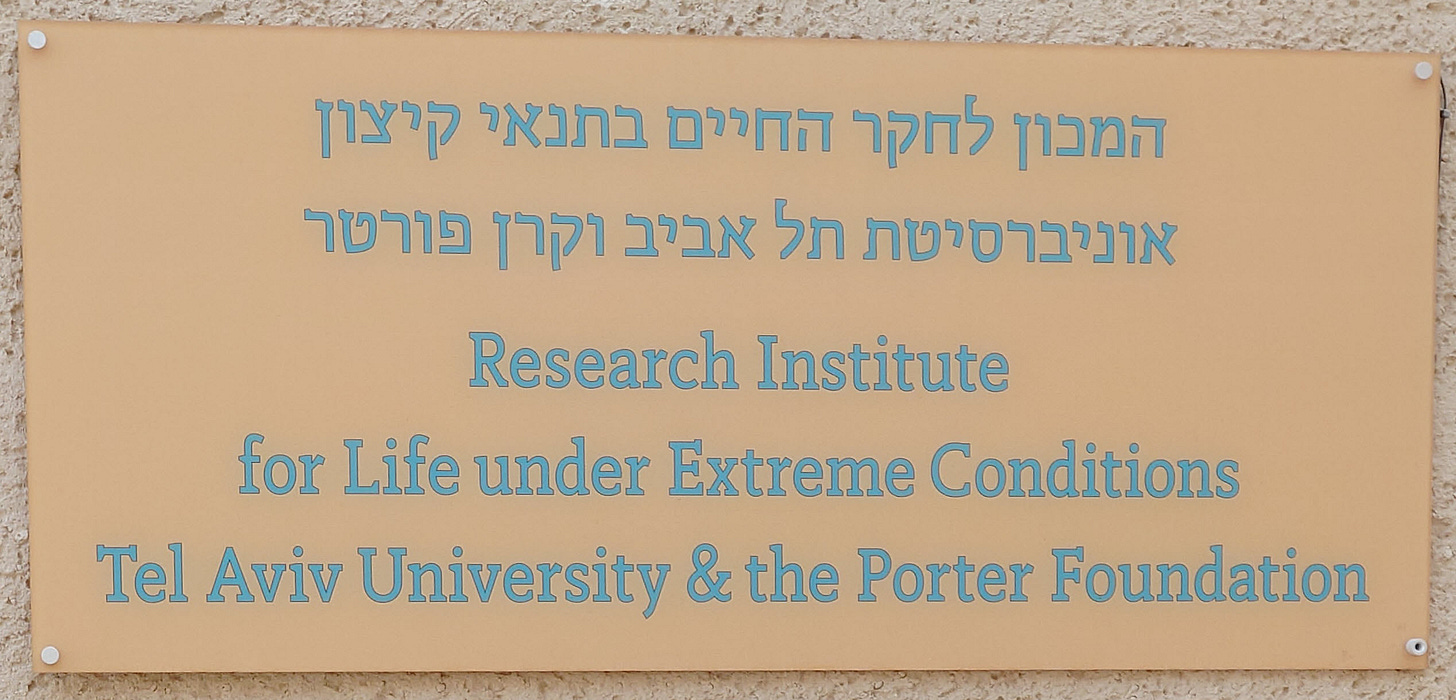 המכון לחקר החיים בתנאי קיצון
אוניברסיטת תל אביב וקרן פורטר
Research Institute
for Life under Extreme Conditions
Tel Aviv University & the Porter Foundation